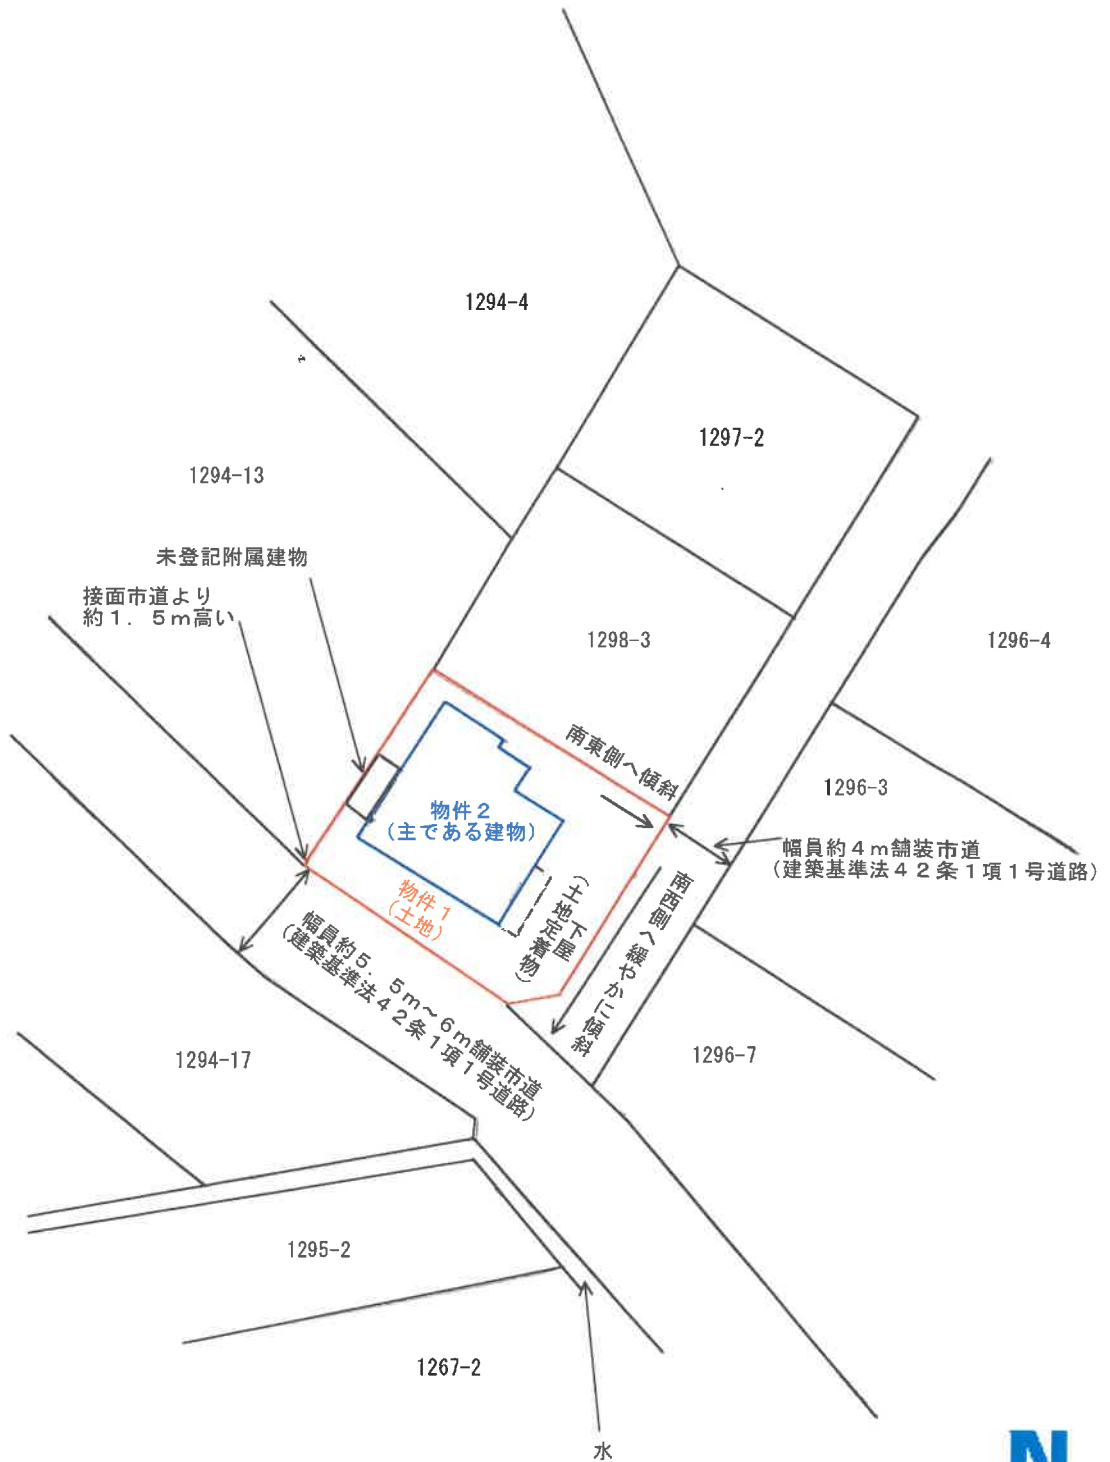 1294-4
1297-2
1294-13
未登記附属建物
接面市道より
約1.5m高い
1298-3
1296-4
南東側へ傾斜
1296-3
物件2
(主である建物)
幅員約4m舗装市道
(建築基準法42条1項1号道路)
物件1
(土地)
下屋
(土地定着物)
南西側へ緩やかに傾斜
幅員約5.5m~6m舗装市道
(建築基準法42条1項1号道路)
1294-17
1296-7
1295-2
1267-2
水
N